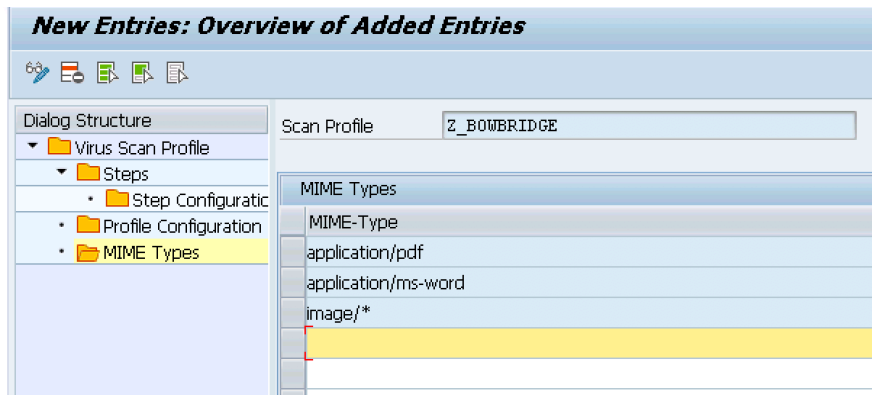 New Entries: Overview of Added Entries
Dialog Structure
Virus Scan Profile
Steps
Step Configuratic
Profile Configuration
MIME Types
Scan Profile Z_BOWBRIDGE
MIME Types
MIME-Type
application/pdf
application/ms-word
image/*